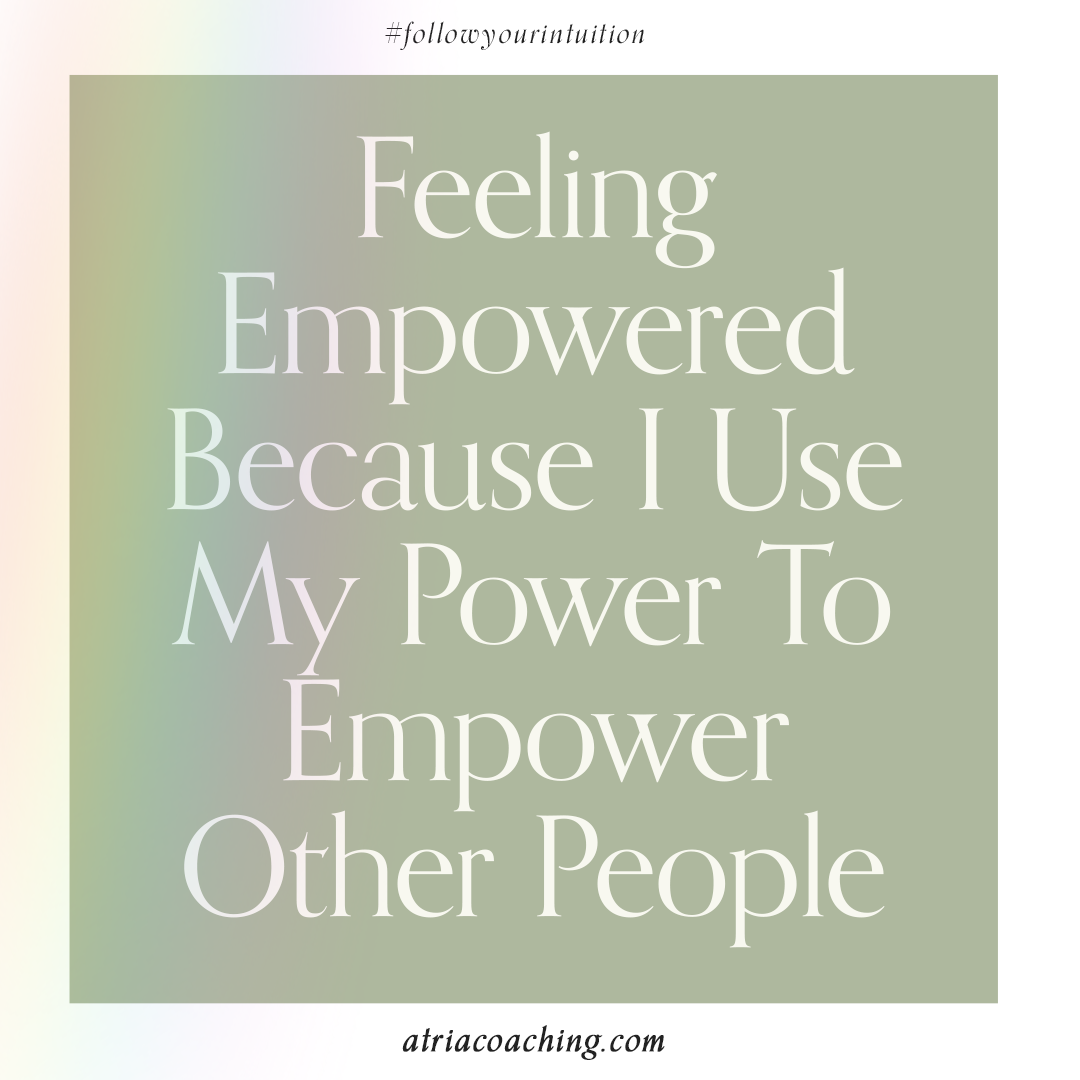 #followyourintuition
Feeling
Empowered
Because I Use
My Power To
Empower
Other People
atriacoaching.com